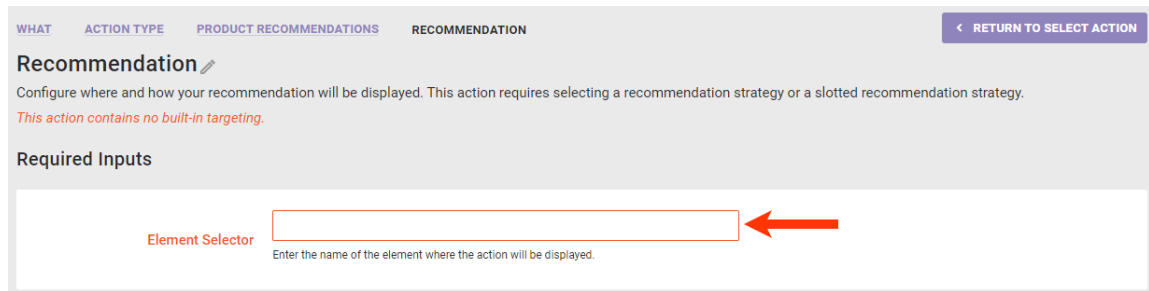 WHAT ACTION TYPE PRODUCT RECOMMENDATIONS RECOMMENDATION < RETURN TO SELECT ACTION
Recommendation
Configure where and how your recommendation will be displayed. This action requires selecting a recommendation strategy or a slotted recommendation strategy.
This action contains no built-in targeting.
Required Inputs
Element Selector
Enter the name of the element where the action will be displayed.